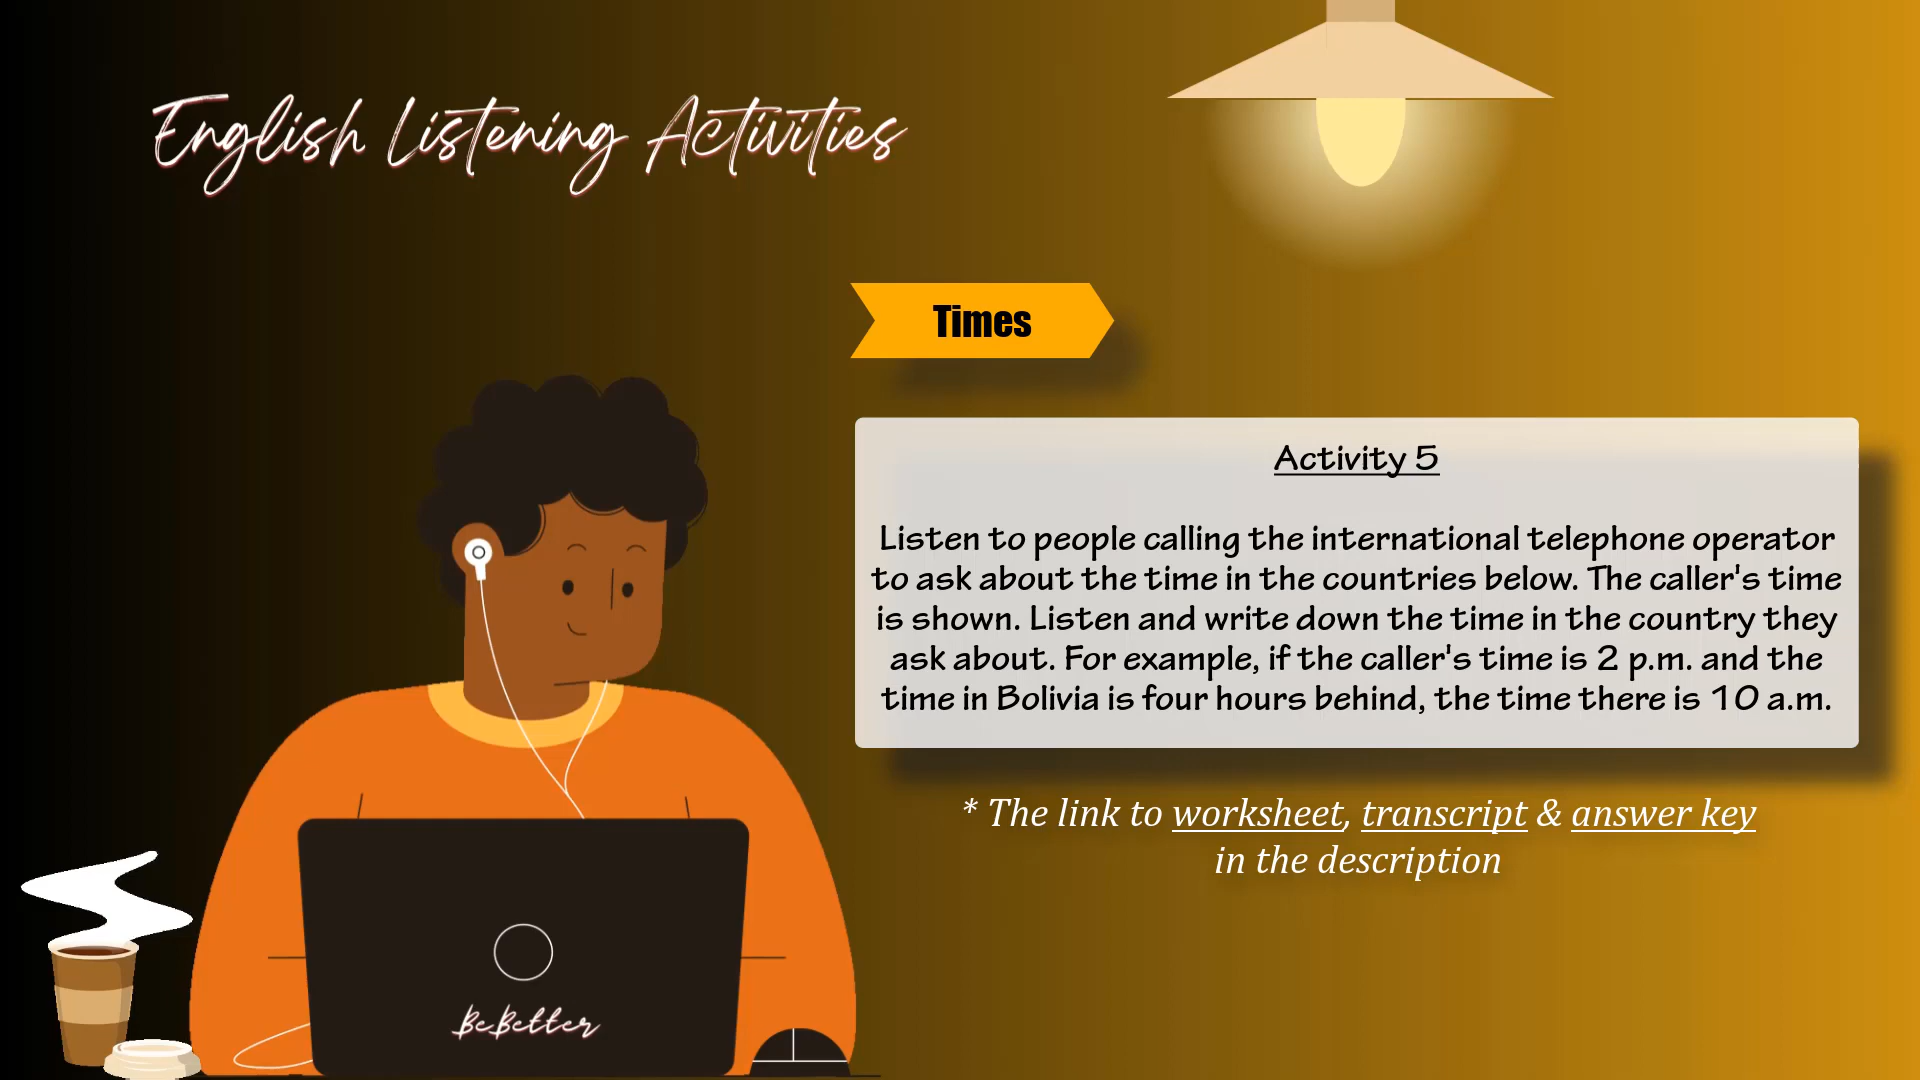 English Listening Activities
Times
Activity 5
Listen to people calling the international telephone operator
to ask about the time in the countries below. The caller's time
is shown. Listen and write down the time in the country they
ask about. For example, if the caller's time is 2 p.m. and the
time in Bolivia is four hours behind, the time there is 10 a.m.
* The link to worksheet, transcript & answer key
in the description
BeBetter